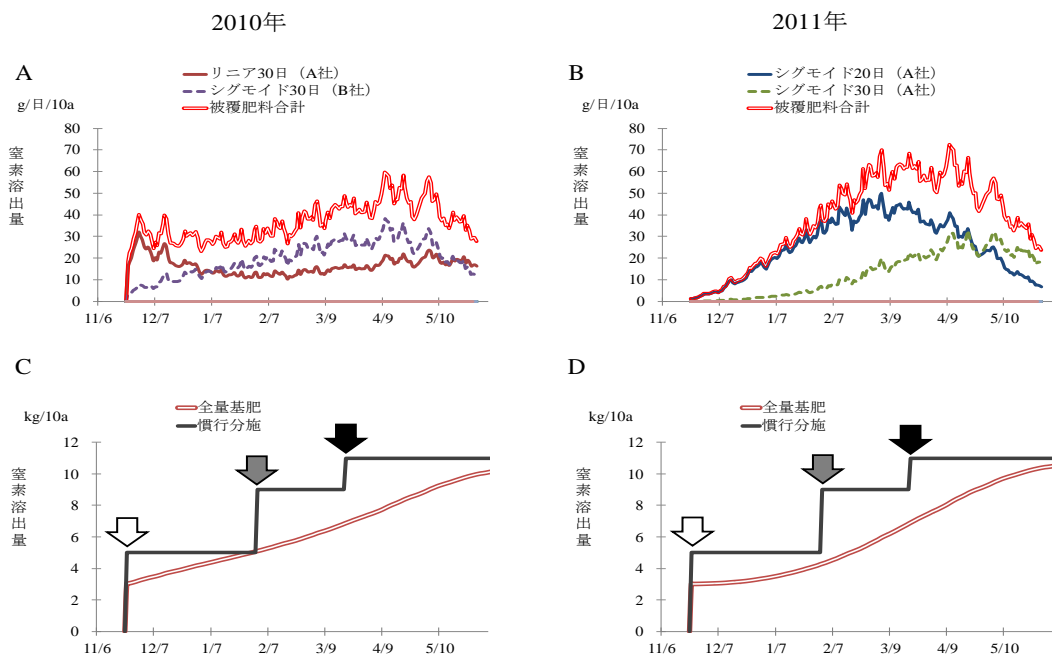 2010年
2011年
A
リニア30日（A社）
シグモイド30日（B社）
被覆肥料合計
g/日/10a
窒素溶出量
80
70
60
50
40
30
20
10
0
11/6 12/7 1/7 2/7 3/9 4/9 5/10
B
シグモイド20日（A社）
シグモイド30日（A社）
被覆肥料合計
g/日/10a
窒素溶出量
80
70
60
50
40
30
20
10
0
11/6 12/7 1/7 2/7 3/9 4/9 5/10
C
kg/10a
全量基肥
慣行分施
窒素溶出量
12
10
8
6
4
2
0
11/6 12/7 1/7 2/7 3/9 4/9 5/10
D
kg/10a
全量基肥
慣行分施
窒素溶出量
12
10
8
6
4
2
0
11/6 12/7 1/7 2/7 3/9 4/9 5/10